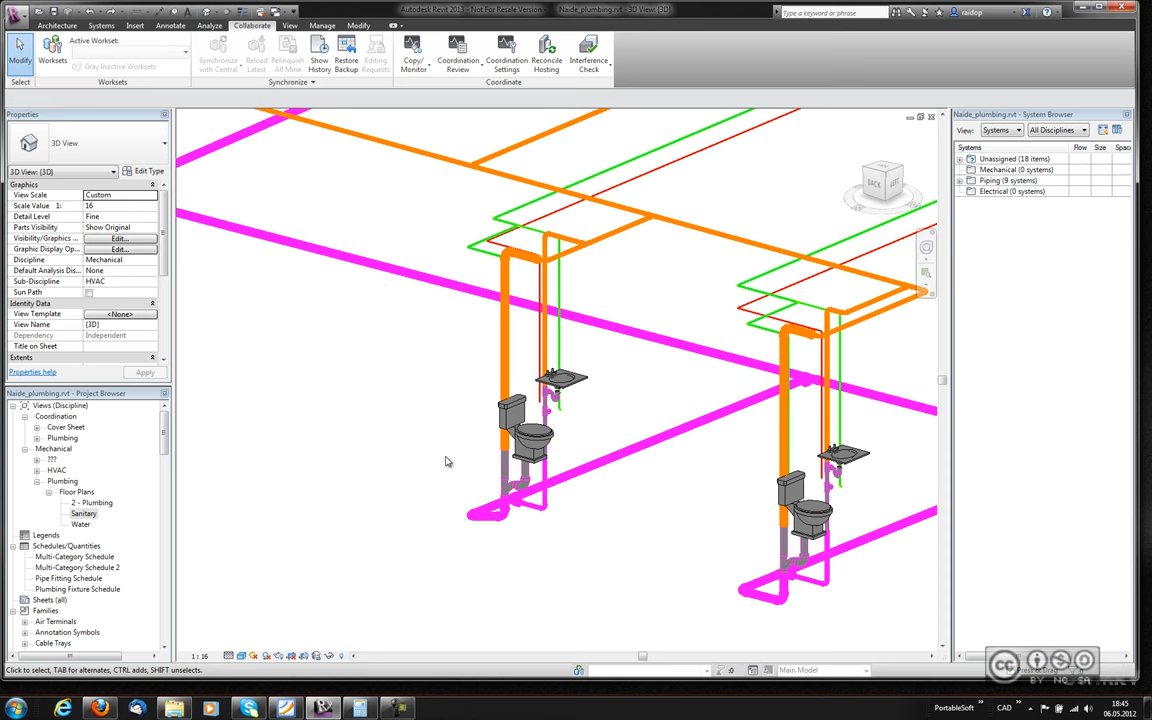 Autodesk Revit 2013 - Not For Resale Version - Naide_plumbing.rvt - 3D View: {3D}
Type a keyword or phrase
raidop
Architecture Systems Insert Annotate Analyze Collaborate View Manage Modify
Modify
Worksets
Active Workset:
Gray Inactive Worksets
Synchronize with Central
Reload Latest
Relinquish All Mine
Show History
Restore Backup
Editing Requests
Copy/ Monitor
Coordination Review
Coordination Settings
Reconcile Hosting
Interference Check
Select
Worksets
Synchronize
Coordinate
Properties
3D View
3D View: {3D}
Edit Type
Graphics
View Scale Custom
Scale Value 1: 16
Detail Level Fine
Parts Visibility Show Original
Visibility/Graphics ... Edit...
Graphic Display Op... Edit...
Discipline Mechanical
Default Analysis Dis... None
Sub-Discipline HVAC
Sun Path
Identity Data
View Template <None>
View Name {3D}
Dependency Independent
Title on Sheet
Extents
Properties help
Apply
Naide_plumbing.rvt - Project Browser
Views (Discipline)
Coordination
Cover Sheet
Plumbing
Mechanical
???
HVAC
Plumbing
Floor Plans
2 - Plumbing
Sanitary
Water
Legends
Schedules/Quantities
Multi-Category Schedule
Multi-Category Schedule 2
Pipe Fitting Schedule
Plumbing Fixture Schedule
Sheets (all)
Families
Air Terminals
Annotation Symbols
Cable Trays
BACK
LEFT
Naide_plumbing.rvt - System Browser
View: Systems All Disciplines
Systems Flow Size Spac
Unassigned (18 items)
Mechanical (0 systems)
Piping (9 systems)
Electrical (0 systems)
1 : 16
Click to select, TAB for alternates, CTRL adds, SHIFT unselects.
:0
Main Model
cc
BY NC SA
PortableSoft
CAD
18:45
06.05.2012